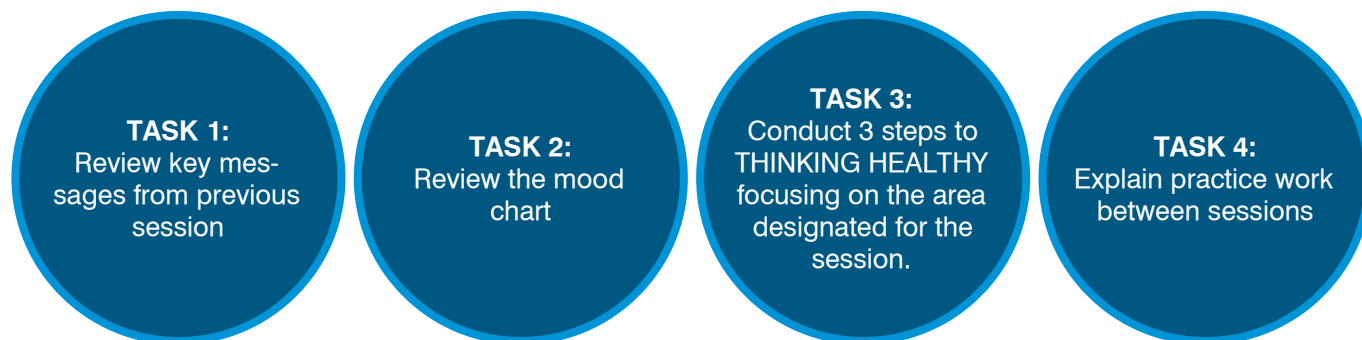 TASK 1:
Review key mes-
sages from previous
session
TASK 2:
Review the mood
chart
TASK 3:
Conduct 3 steps to
THINKING HEALTHY
focusing on the area
designated for the
session.
TASK 4:
Explain practice work
between sessions